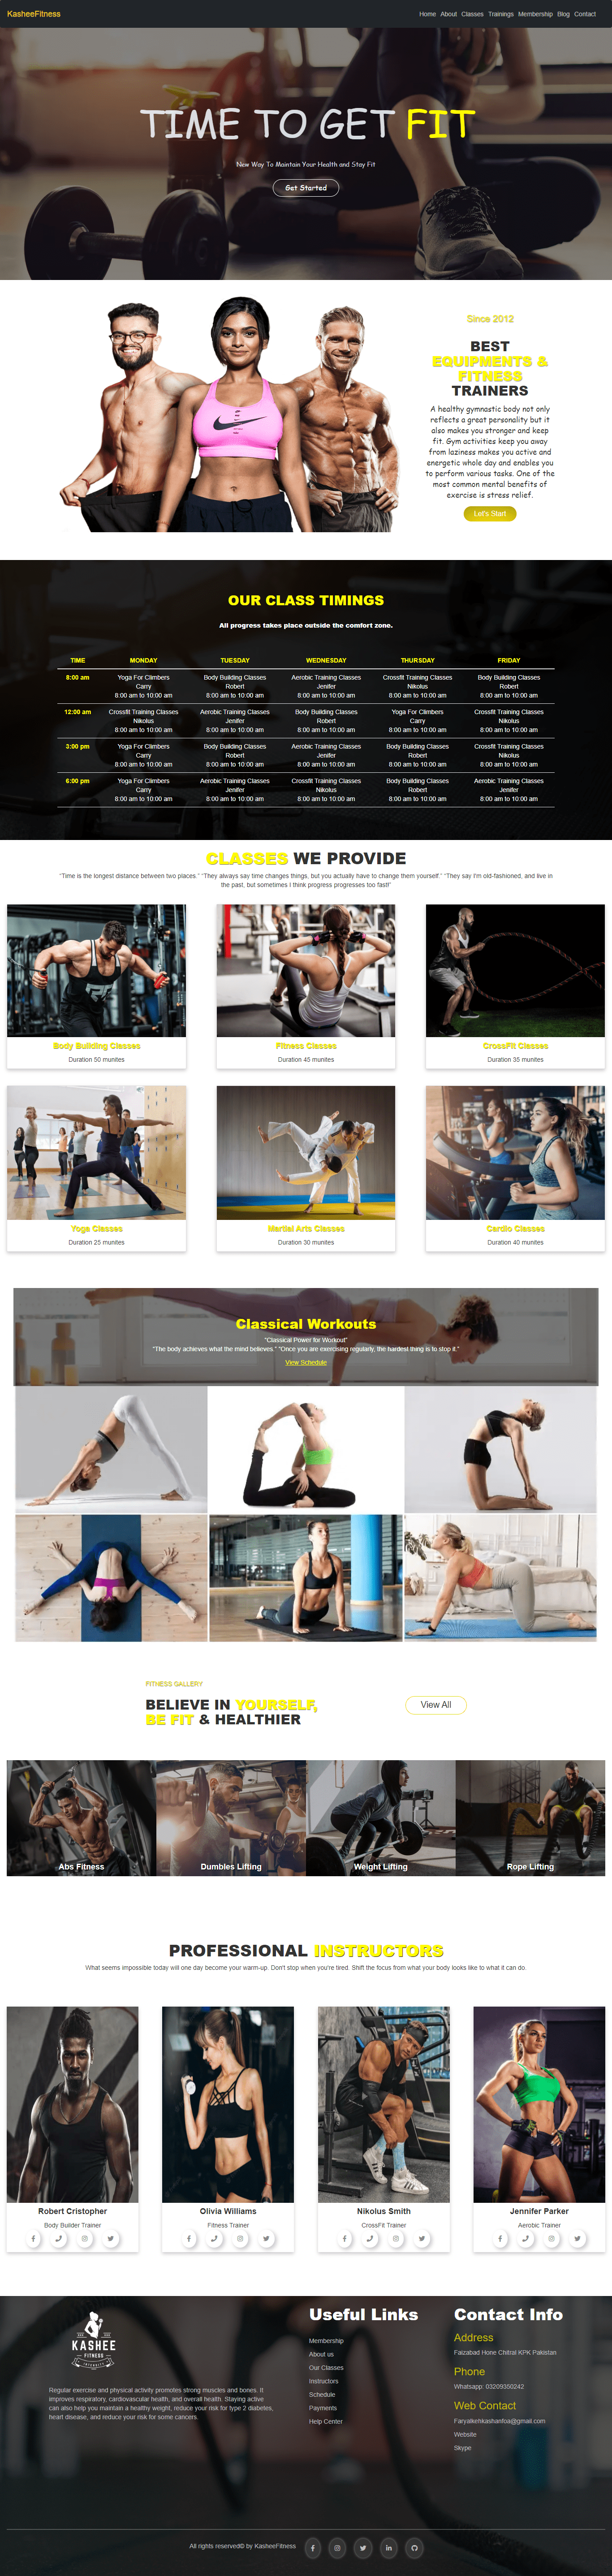 KasheeFitness
Home About Classes Trainings Membership Blog Contact
TIME TO GET FIT
New Way To Maintain Your Health and Stay Fit
Get Started
Since 2012
BEST
EQUIPMENTS &
FITNESS
TRAINERS
A healthy gymnastic body not only
reflects a great personality but it
also makes you stronger and keep
fit. Gym activities keep you away
from laziness makes you active and
energetic whole day and enables you
to perform various tasks. One of the
most common mental benefits of
exercise is stress relief.
Let's Start
OUR CLASS TIMINGS
All progress takes place outside the comfort zone.
TIME MONDAY TUESDAY WEDNESDAY THURSDAY FRIDAY
8:00 am Yoga For Climbers Body Building Classes Aerobic Training Classes Crossfit Training Classes Body Building Classes
Carry Robert Jenifer Nikolus Robert
8:00 am to 10:00 am 8:00 am to 10:00 am 8:00 am to 10:00 am 8:00 am to 10:00 am 8:00 am to 10:00 am
12:00 am Crossfit Training Classes Aerobic Training Classes Body Building Classes Yoga For Climbers Crossfit Training Classes
Nikolus Jenifer Robert Carry Nikolus
8:00 am to 10:00 am 8:00 am to 10:00 am 8:00 am to 10:00 am 8:00 am to 10:00 am 8:00 am to 10:00 am
3:00 pm Yoga For Climbers Body Building Classes Aerobic Training Classes Body Building Classes Crossfit Training Classes
Carry Robert Jenifer Robert Nikolus
8:00 am to 10:00 am 8:00 am to 10:00 am 8:00 am to 10:00 am 8:00 am to 10:00 am 8:00 am to 10:00 am
6:00 pm Yoga For Climbers Aerobic Training Classes Crossfit Training Classes Body Building Classes Aerobic Training Classes
Carry Jenifer Nikolus Robert Jenifer
8:00 am to 10:00 am 8:00 am to 10:00 am 8:00 am to 10:00 am 8:00 am to 10:00 am 8:00 am to 10:00 am
CLASSES WE PROVIDE
“Time is the longest distance between two places.” “They always say time changes things, but you actually have to change them yourself.” “They say I'm old-fashioned, and live in
the past, but sometimes I think progress progresses too fast!”
Body Building Classes
Duration 50 munites
Fitness Classes
Duration 45 munites
CrossFit Classes
Duration 35 munites
Yoga Classes
Duration 25 munites
Martial Arts Classes
Duration 30 munites
Cardio Classes
Duration 40 munites
Classical Workouts
"Classical Power for Workout"
"The body achieves what the mind believes." "Once you are exercising regularly, the hardest thing is to stop it."
View Schedule
FITNESS GALLERY
BELIEVE IN YOURSELF,
BE FIT & HEALTHIER
View All
Abs Fitness
Dumbles Lifting
Weight Lifting
Rope Lifting
PROFESSIONAL INSTRUCTORS
What seems impossible today will one day become your warm-up. Don't stop when you're tired. Shift the focus from what your body looks like to what it can do.
Robert Cristopher
Body Builder Trainer
Olivia Williams
Fitness Trainer
Nikolus Smith
CrossFit Trainer
Jennifer Parker
Aerobic Trainer
KASHEE
FITNESS
Regular exercise and physical activity promotes strong muscles and bones. It
improves respiratory, cardiovascular health, and overall health. Staying active
can also help you maintain a healthy weight, reduce your risk for type 2 diabetes,
heart disease, and reduce your risk for some cancers.
Useful Links
Membership
About us
Our Classes
Instructors
Schedule
Payments
Help Center
Contact Info
Address
Faizabad Hone Chitral KPK Pakistan
Phone
Whatsapp: 03209350242
Web Contact
Faryalkehkashanfoa@gmail.com
Website
Skype
All rights reserved© by KasheeFitness